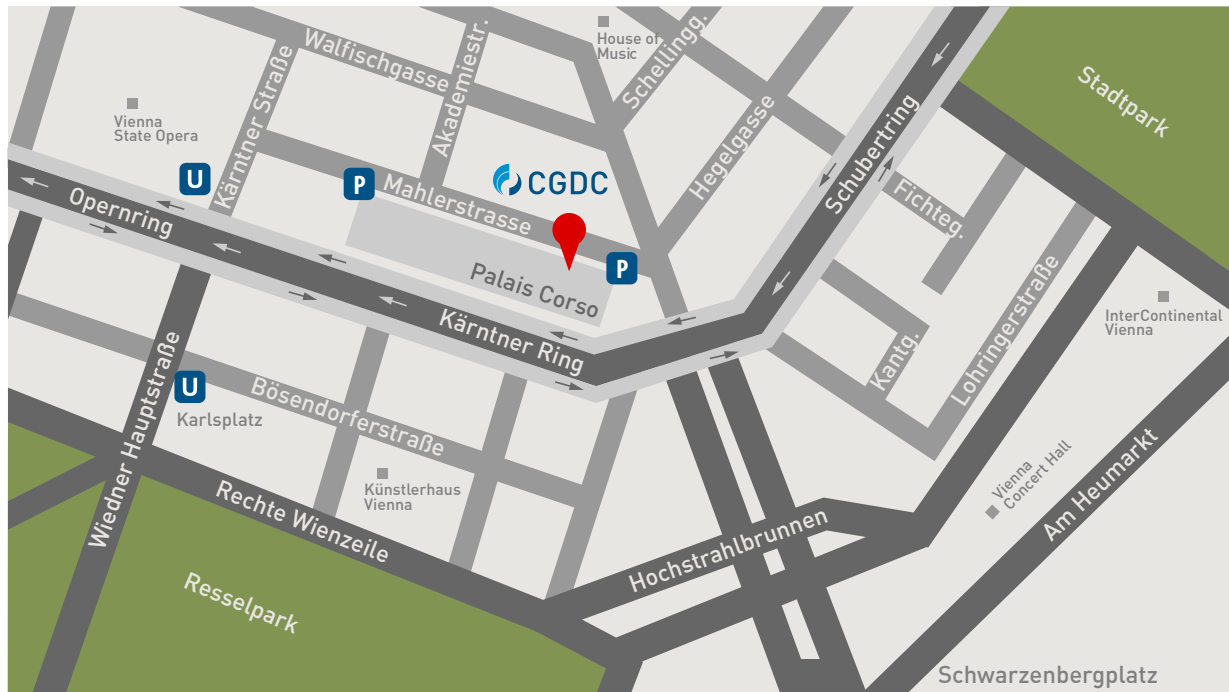 House of
Music
Walfischgasse
Akademiestr.
Schellingg.
Stadtpark
Kärntner Straße
Vienna
State Opera
Hegelgasse
Schubertring
U
P
Mahlerstrasse
CGDC
Fichteg.
Opernring
Palais Corso
P
Kärntner Ring
InterContinental
Vienna
Kantg.
Lohringerstraße
Wiedner Hauptstraße
U
Karlsplatz
Bösendorferstraße
Künstlerhaus
Vienna
Vienna
Concert Hall
Am Heumarkt
Rechte Wienzeile
Hochstrahlbrunnen
Resselpark
Schwarzenbergplatz